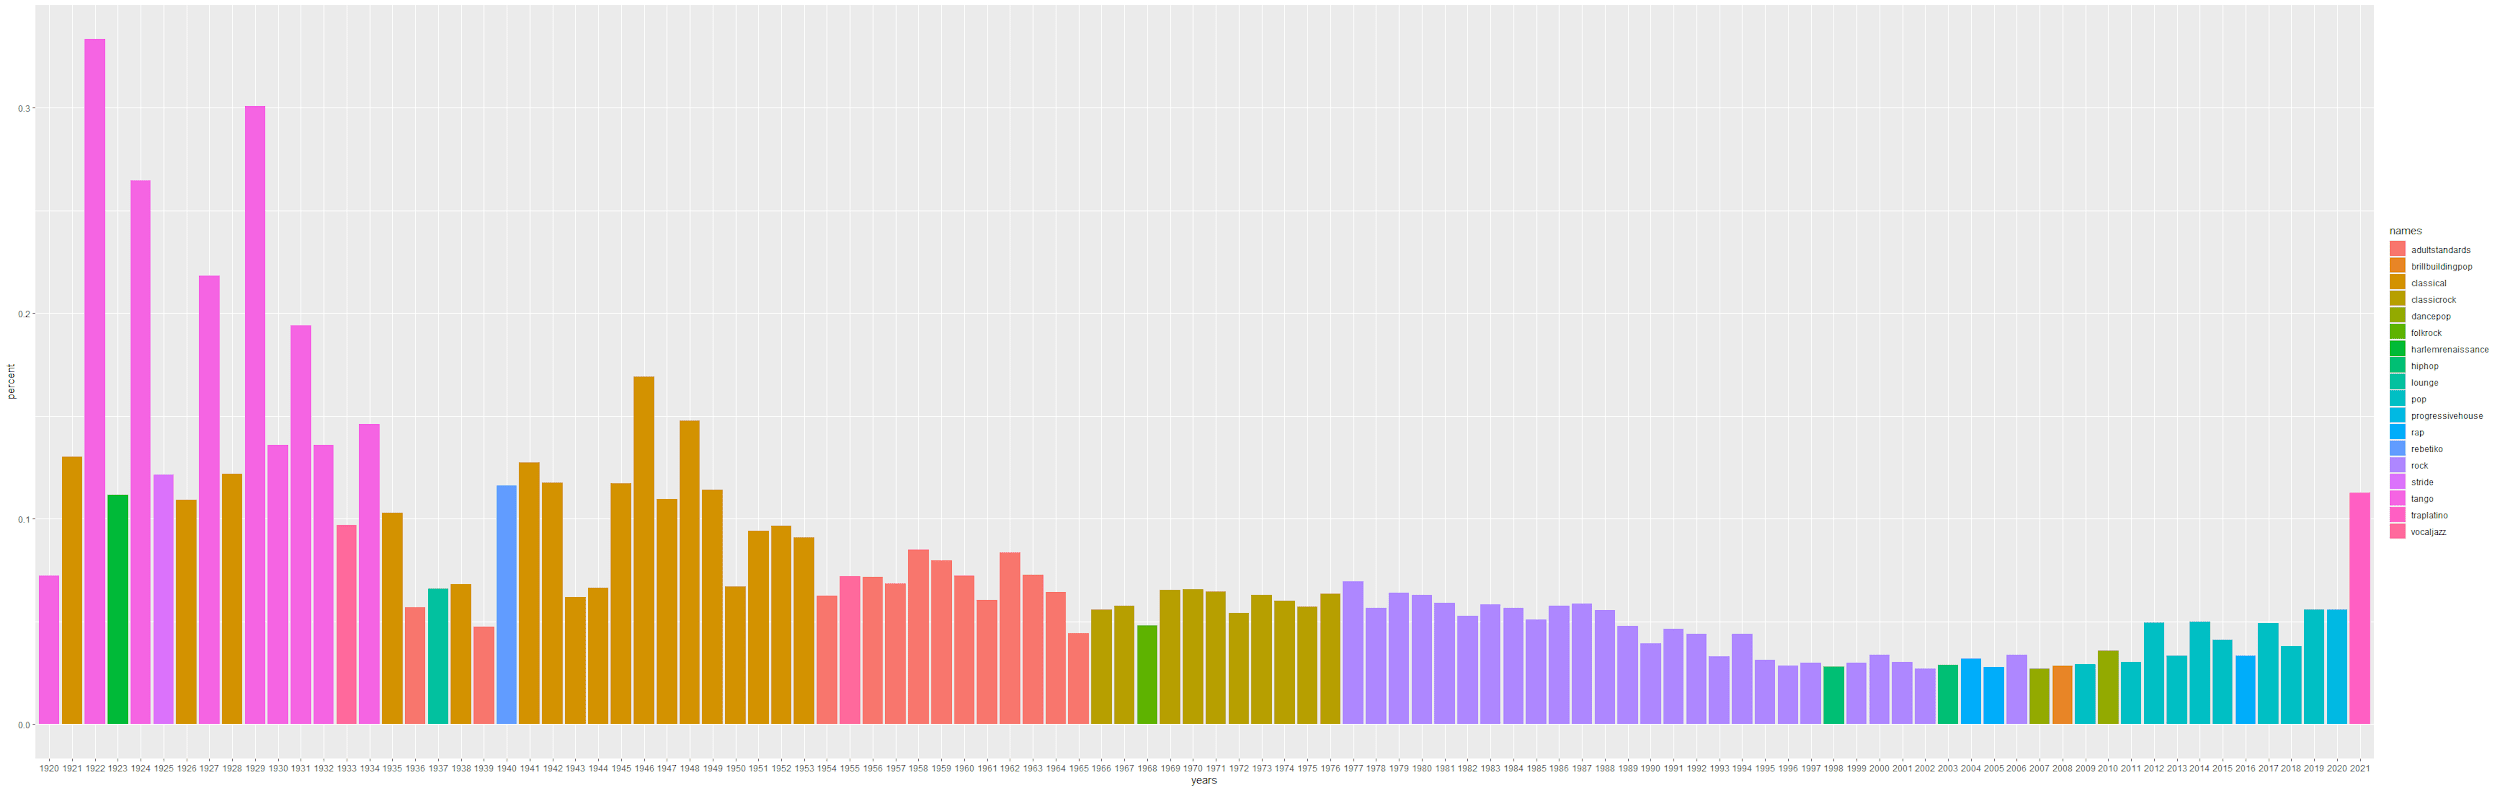 0.3
0.2
0.1
0.0
percent
1920 1921 1922 1923 1924 1925 1926 1927 1928 1929 1930 1931 1932 1933 1934 1935 1936 1937 1938 1939 1940 1941 1942 1943 1944 1945 1946 1947 1948 1949 1950 1951 1952 1953 1954 1955 1956 1957 1958 1959 1960 1961 1962 1963 1964 1965 1966 1967 1968 1969 1970 1971 1972 1973 1974 1975 1976 1977 1978 1979 1980 1981 1982 1983 1984 1985 1986 1987 1988 1989 1990 1991 1992 1993 1994 1995 1996 1997 1998 1999 2000 2001 2002 2003 2004 2005 2006 2007 2008 2009 2010 2011 2012 2013 2014 2015 2016 2017 2018 2019 2020 2021
years
names
adultstandards
brillbuildingpop
classical
classicrock
dancepop
folkrock
harlemrenaissance
hiphop
lounge
pop
progressivehouse
rap
rebetiko
rock
stride
tango
traplatino
vocaljazz